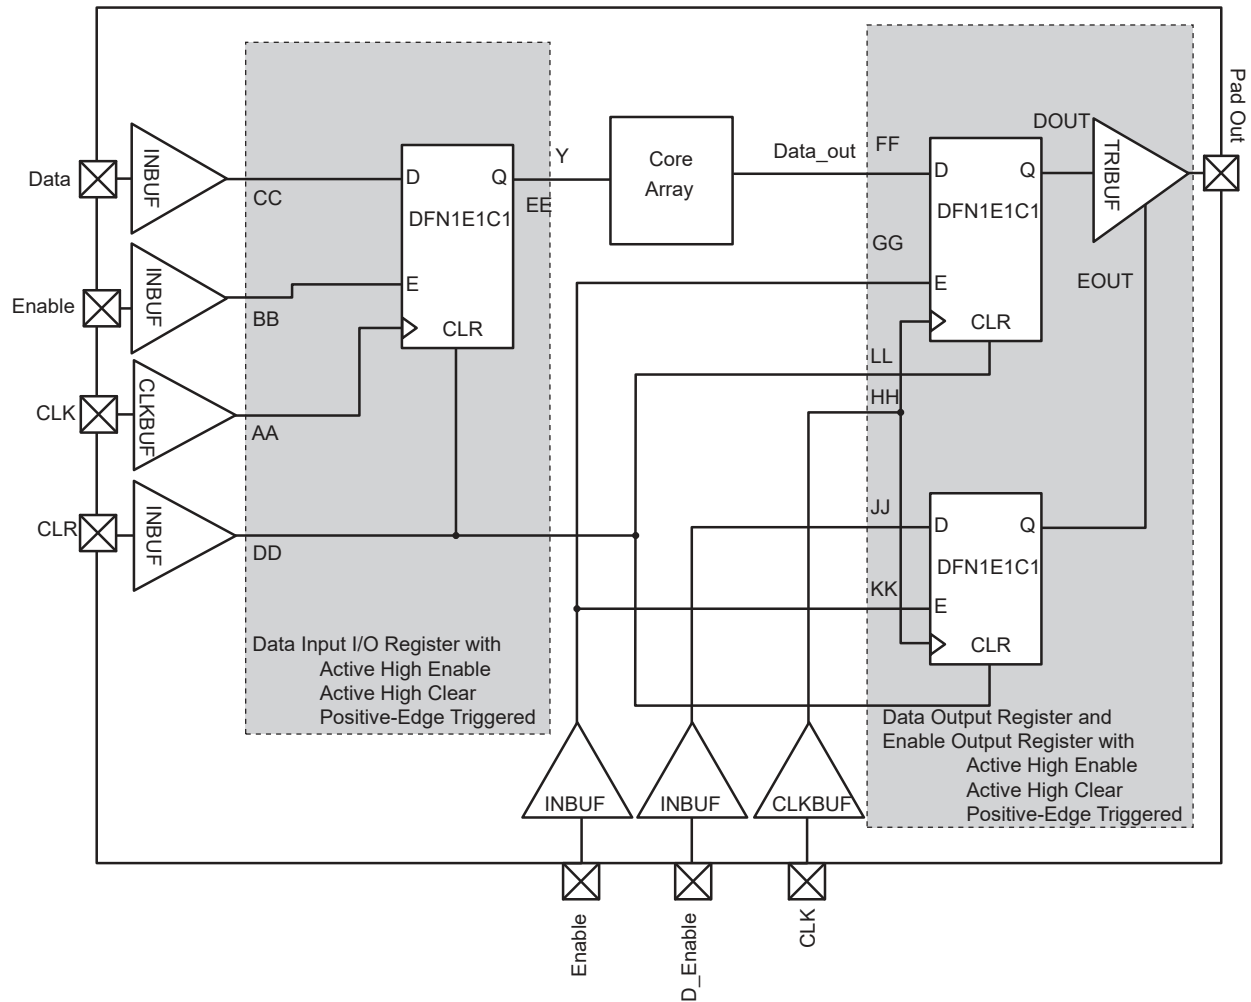 Data
INBUF
CC
Enable
INBUF
BB
CLK
CLKBUF
AA
CLR
INBUF
DD
D
Q
DFN1E1C1
E
CLR
Y
EE
Core
Array
Data_out
FF
GG
D
Q
DFN1E1C1
E
CLR
DOUT
TRIBUF
Pad Out
EOUT
LL
HH
JJ
KK
D
Q
DFN1E1C1
E
CLR
Data Input I/O Register with
Active High Enable
Active High Clear
Positive-Edge Triggered
Data Output Register and
Enable Output Register with
Active High Enable
Active High Clear
Positive-Edge Triggered
INBUF
INBUF
CLKBUF
Enable
D_Enable
CLK